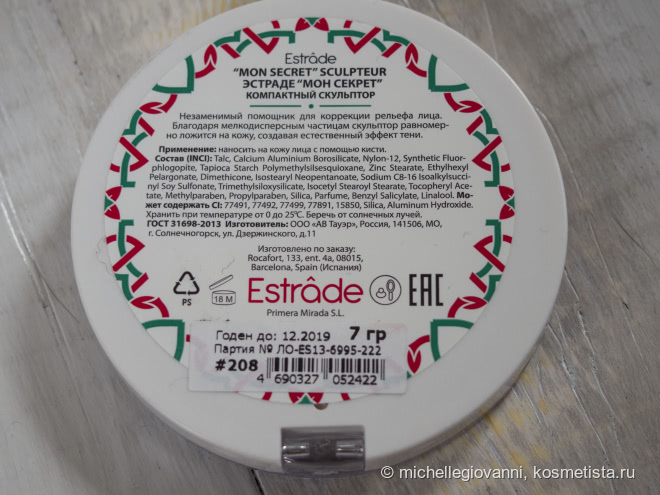 Estrâde
"MON SECRET" SCULPTEUR
ЭСТРАДЕ "МОН СЕКРЕТ"
КОМПАКТНЫЙ СКУЛЬПТОР
Незаменимый помощник для коррекции рельефа лица.
Благодаря мелкодисперсным частицам скульптор равномер-
но ложится на кожу, создавая естественный эффект тени.
Применение: наносить на кожу лица с помощью кисти.
Состав (INCI): Talc, Calcium Aluminium Borosilicate, Nylon-12, Synthetic Fluor-
phlogopite, Tapioca Starch Polymethylsilsesquioxane, Zinc Stearate, Ethylhexyl
Pelargonate, Dimethicone, Isostearyl Neopentanoate, Sodium C8-16 Isoalkylsucci-
nyl Soy Sulfonate, Trimethylsiloxysilicate, Isocetyl Stearoyl Stearate, Tocopheryl Ace-
tate, Methylparaben, Propylparaben, Silica, Parfume, Benzyl Salicylate, Linalool. Мо-
жет содержать CI: 77491, 77492, 77499, 77891, 15850, Silica, Aluminum Hydroxide.
Хранить при температуре от 0 до 25°С. Беречь от солнечных лучей.
ГОСТ 31698-2013 Изготовитель: ООО «АВ Тауэр», Россия, 141506, МО,
г. Солнечногорск, ул. Дзержинского, д.11
Изготовлено по заказу:
Rocafort, 133, ent. 4a, 08015,
Barcelona, Spain (Испания)
PS
18 M
Estrâde
EAC
Primera Mirada S.L.
Годен до: 12.2019 7 гр
Партия № ЛО-ES13-6995-222
#208
4 690327 052422
© michellegiovanni, kosmetista.ru